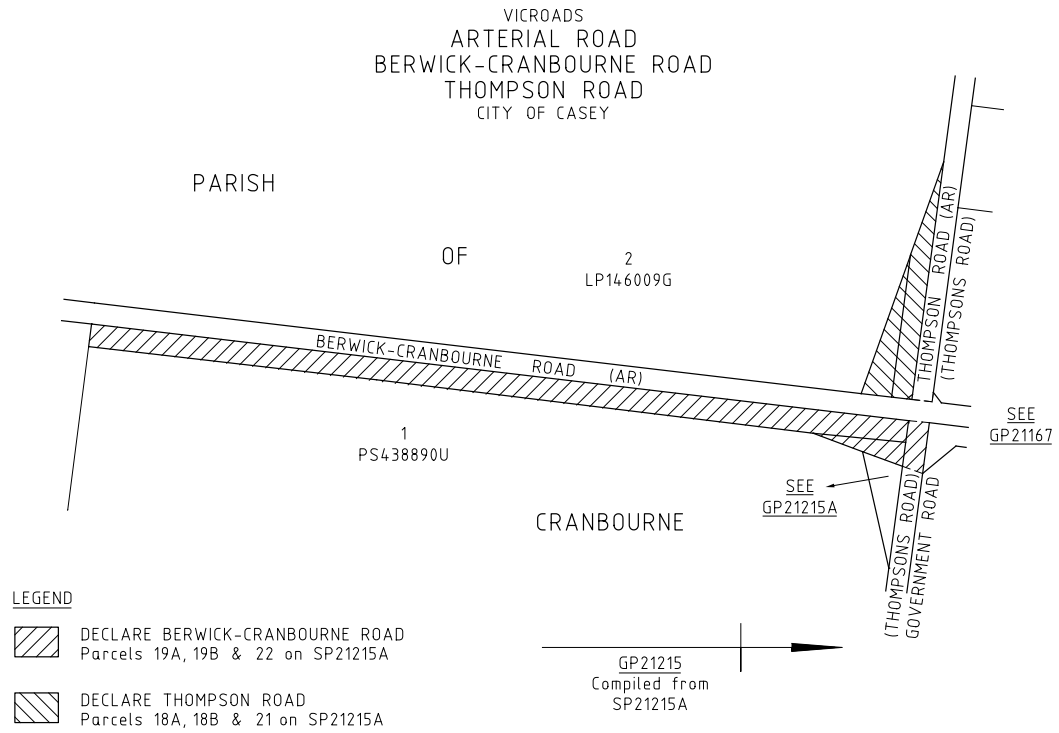 VICROADS
ARTERIAL ROAD
BERWICK-CRANBOURNE ROAD
THOMPSON ROAD
CITY OF CASEY
PARISH
OF
2
LP146009G
THOMPSON ROAD (AR)
(THOMPSONS ROAD)
BERWICK-CRANBOURNE ROAD (AR)
SEE
GP21167
1
PS438890U
SEE
GP21215A
CRANBOURNE
(THOMPSONS ROAD)
GOVERNMENT ROAD
LEGEND
DECLARE BERWICK-CRANBOURNE ROAD
Parcels 19A, 19B & 22 on SP21215A
DECLARE THOMPSON ROAD
Parcels 18A, 18B & 21 on SP21215A
GP21215
Compiled from
SP21215A